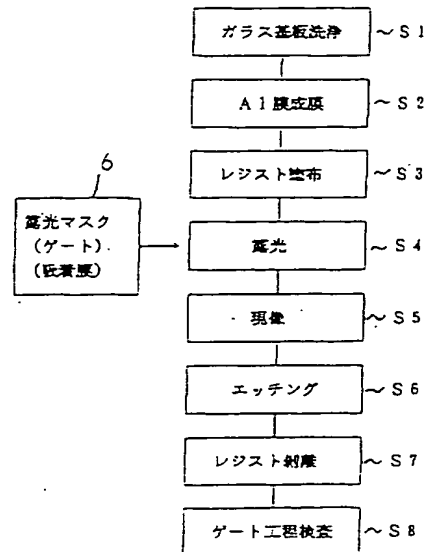 ガラス基板洗浄 ~S1
Al膜成膜 ~S2
レジスト塗布 ~S3
6
露光マスク
(ゲート)
(吸着膜)
露光 ~S4
現像 ~S5
エッチング ~S6
レジスト剥離 ~S7
ゲート工程検査 ~S8